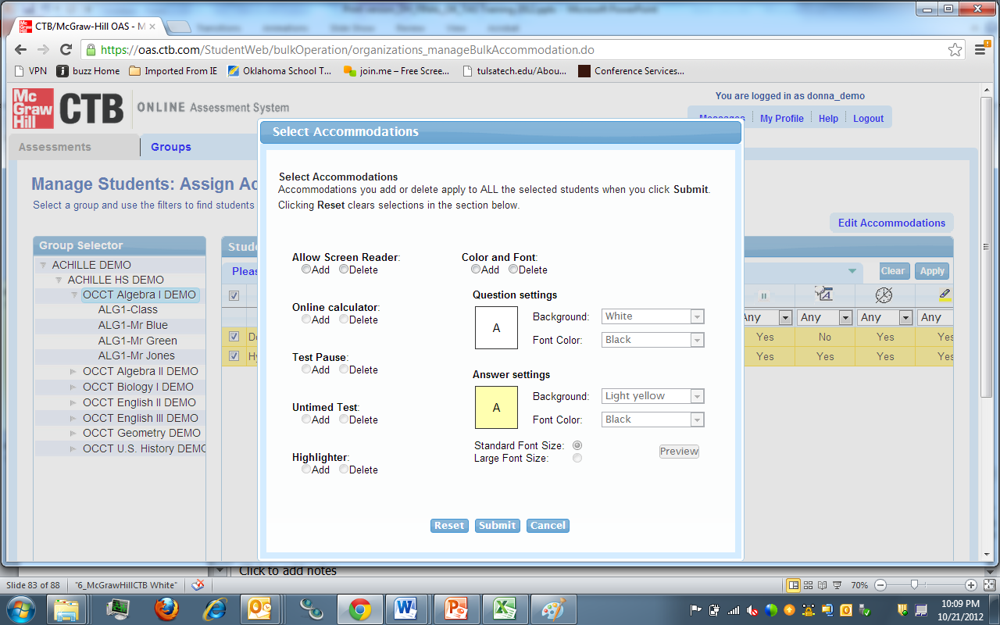 CTB/McGraw-Hill OAS - M
https://oas.ctb.com/StudentWeb/bulkOperation/organizations_manageBulkAccommodation.do
VPN buzz Home Imported From IE Oklahoma School T... join.me – Free Scree... tulsatech.edu/Abou... Conference Services...
Mc Graw Hill CTB ONLINE Assessment System
You are logged in as donna_demo
Messages My Profile Help Logout
Assessments Groups
Select Accommodations
Manage Students: Assign Ac
Select a group and use the filters to find students
Select Accommodations
Accommodations you add or delete apply to ALL the selected students when you click Submit.
Clicking Reset clears selections in the section below.
Edit Accommodations
Group Selector
ACHILLE DEMO
ACHILLE HS DEMO
OCCT Algebra I DEMO
ALG1-Class
ALG1-Mr Blue
ALG1-Mr Green
ALG1-Mr Jones
OCCT Algebra II DEMO
OCCT Biology I DEMO
OCCT English II DEMO
OCCT English III DEMO
OCCT Geometry DEMO
OCCT U.S. History DEMO
Stude
Pleas
De
Hy
Allow Screen Reader:
Add Delete
Online calculator:
Add Delete
Test Pause:
Add Delete
Untimed Test:
Add Delete
Highlighter:
Add Delete
Color and Font:
Add Delete
Question settings
A
Background: White
Font Color: Black
Answer settings
A
Background: Light yellow
Font Color: Black
Standard Font Size:
Large Font Size:
Preview
Reset Submit Cancel
Clear Apply
Any Any Any Any
Yes No Yes Yes
Yes Yes Yes Yes
Click to add notes
Slide 83 of 88 "6_McGrawHillCTB White" 70%
10:09 PM
10/21/2012